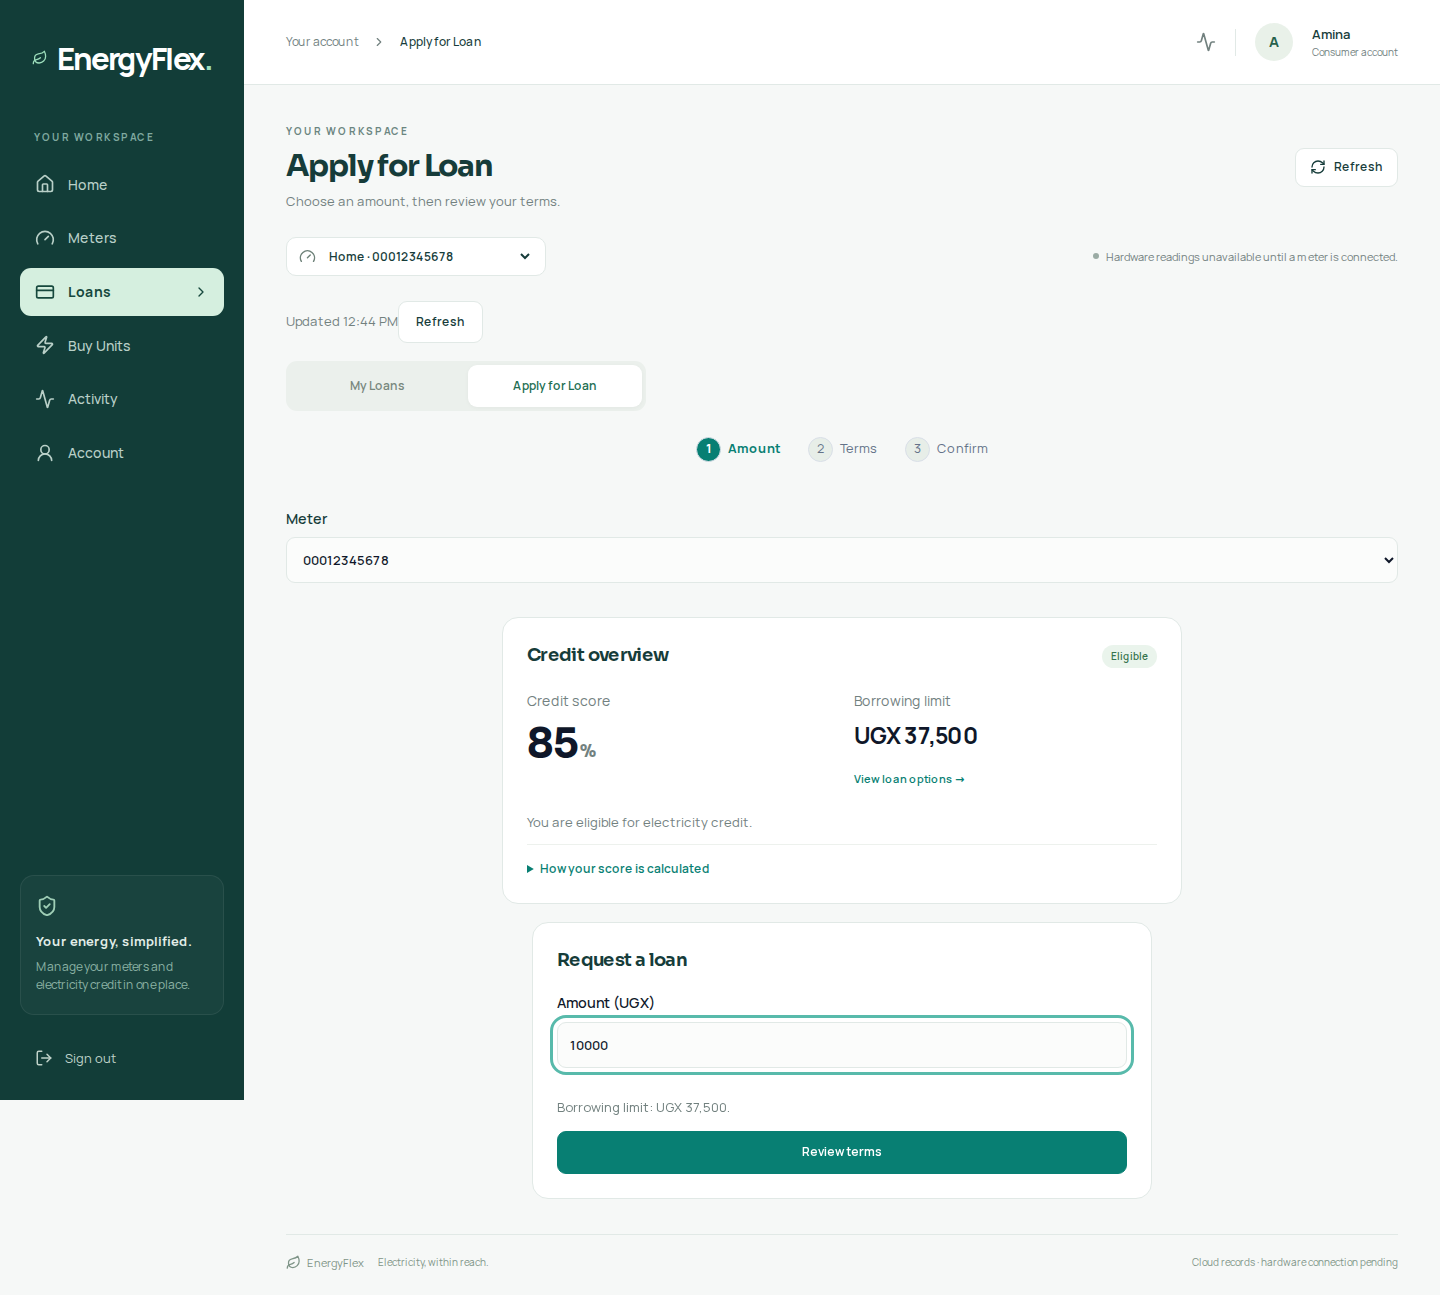 EnergyFlex.
YOUR WORKSPACE
Home
Meters
Loans
Buy Units
Activity
Account
Your energy, simplified.
Manage your meters and
electricity credit in one place.
Sign out
Your account > Apply for Loan
A
Amina
Consumer account
YOUR WORKSPACE
Apply for Loan
Choose an amount, then review your terms.
Refresh
Home · 00012345678
Hardware readings unavailable until a meter is connected.
Updated 12:44 PM
Refresh
My Loans
Apply for Loan
1 Amount
2 Terms
3 Confirm
Meter
00012345678
Credit overview
Eligible
Credit score
85%
Borrowing limit
UGX 37,500
View loan options →
You are eligible for electricity credit.
How your score is calculated
Request a loan
Amount (UGX)
10000
Borrowing limit: UGX 37,500.
Review terms
EnergyFlex
Electricity, within reach.
Cloud records · hardware connection pending